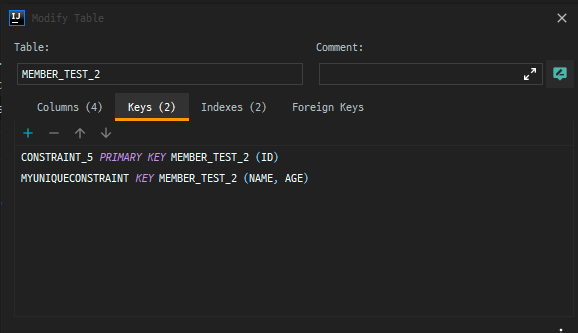 IJ Modify Table
Table: Comment:
MEMBER_TEST_2
Columns (4) Keys (2) Indexes (2) Foreign Keys
CONSTRAINT_5 PRIMARY KEY MEMBER_TEST_2 (ID)
MYUNIQUECONSTRAINT KEY MEMBER_TEST_2 (NAME, AGE)